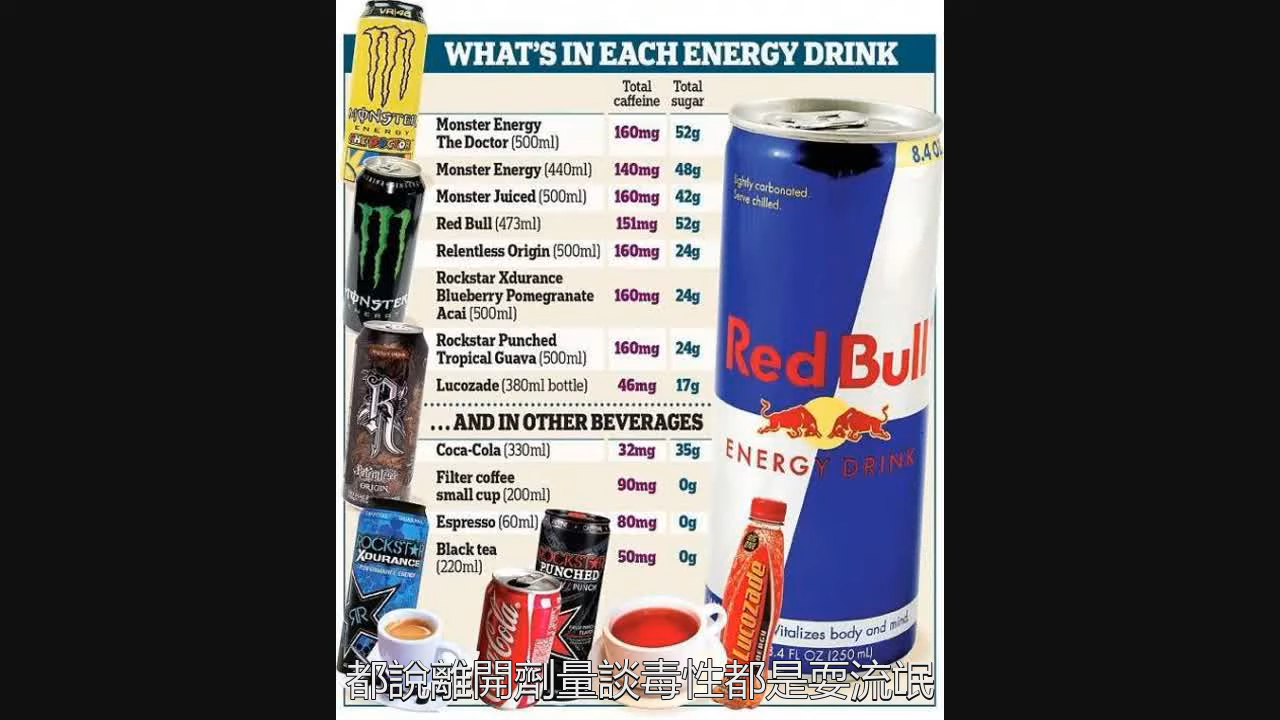 WHAT'S IN EACH ENERGY DRINK
Total caffeine
Total sugar
Monster Energy The Doctor (500ml) 160mg 52g
Monster Energy (440ml) 140mg 48g
Monster Juiced (500ml) 160mg 42g
Red Bull (473ml) 151mg 52g
Relentless Origin (500ml) 160mg 24g
Rockstar Xdurance Blueberry Pomegranate Acai (500ml) 160mg 24g
Rockstar Punched Tropical Guava (500ml) 160mg 24g
Lucozade (380ml bottle) 46mg 17g
...AND IN OTHER BEVERAGES
Coca-Cola (330ml) 32mg 35g
Filter coffee small cup (200ml) 90mg 0g
Espresso (60ml) 80mg 0g
Black tea (220ml) 50mg 0g
VR|46
MONSTER
ENERGY
THE DOCTOR
MONSTER
ORIGIN
ROCKSTAR
XDURANCE
ROCKSTAR
PUNCHED
Coca-Cola
LUCOZADE
ENERGY
8.4 O
Lightly carbonated.
Serve chilled.
Red Bull
ENERGY DRINK
Vitalizes body and mind.
8.4 FL OZ (250 mL)
都說離開劑量談毒性都是耍流氓